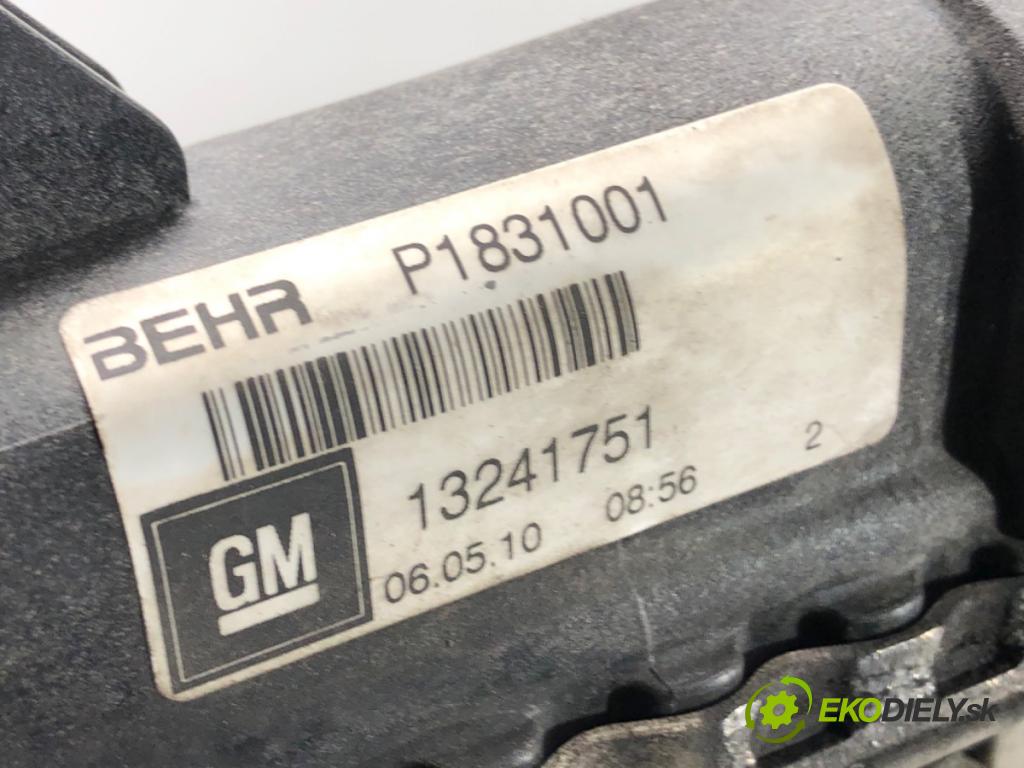 BEHR P1831001
13241751
GM
06.05.10 08:56 2
EKODIELY.sk